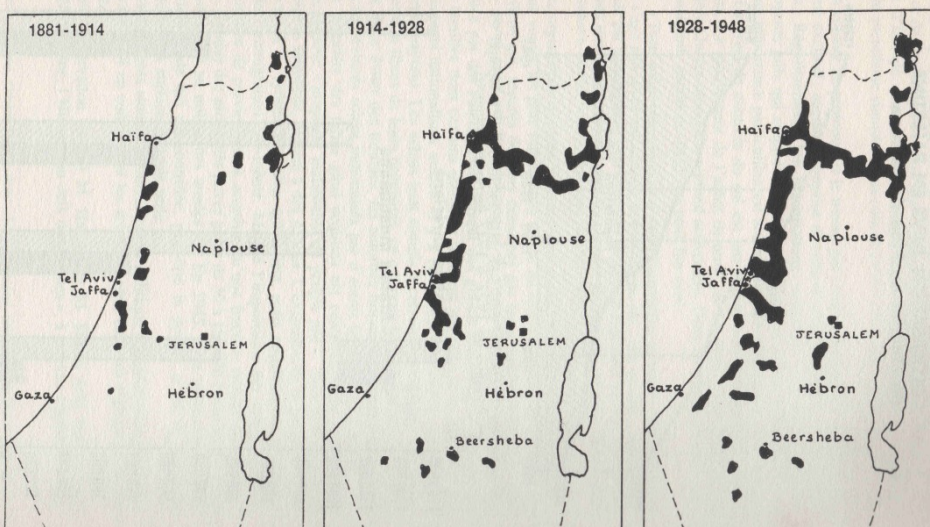 1881-1914
Haïfa
Naplouse
Tel Aviv
Jaffa
JERUSALEM
Gaza
Hébron
1914-1928
Haïfa
Naplouse
Tel Aviv
Jaffa
JERUSALEM
Gaza
Hébron
Beersheba
1928-1948
Haïfa
Naplouse
Tel Aviv
Jaffa
JERUSALEM
Gaza
Hébron
Beersheba